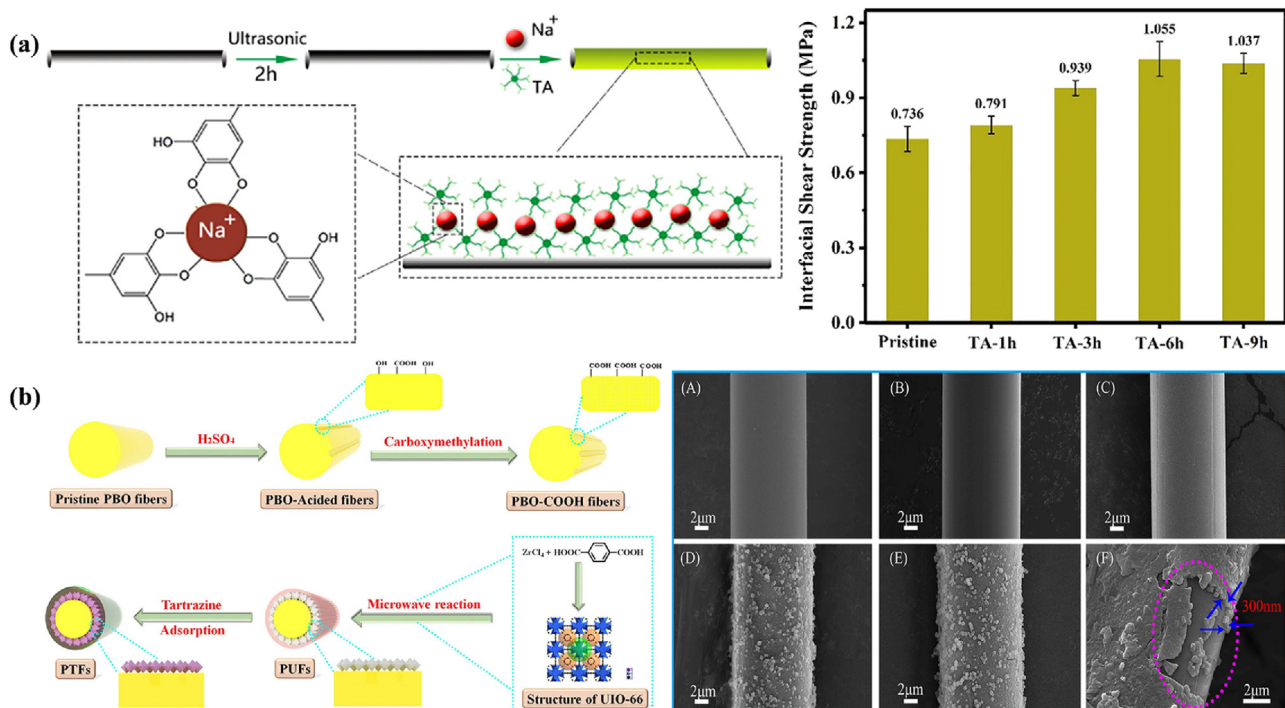 (a)
Ultrasonic
2h
Na+
TA
HO
O
O
Na+
O
O
O
O
OH
OH
Interfacial Shear Strength (MPa)
1.2
0.9
0.6
0.3
0.0
0.736
0.791
0.939
1.055
1.037
Pristine
TA-1h
TA-3h
TA-6h
TA-9h
(b)
OH COOH OH
COOH COOH COOH
H₂SO₄
Carboxymethylation
Pristine PBO fibers
PBO-Acided fibers
PBO-COOH fibers
ZrCl₄ + HOOC COOH
Tartrazine
Adsorption
Microwave reaction
PTFs
PUFs
Structure of UIO-66
(A)
2μm
(B)
2μm
(C)
2μm
(D)
2μm
(E)
2μm
(F)
300nm
2μm